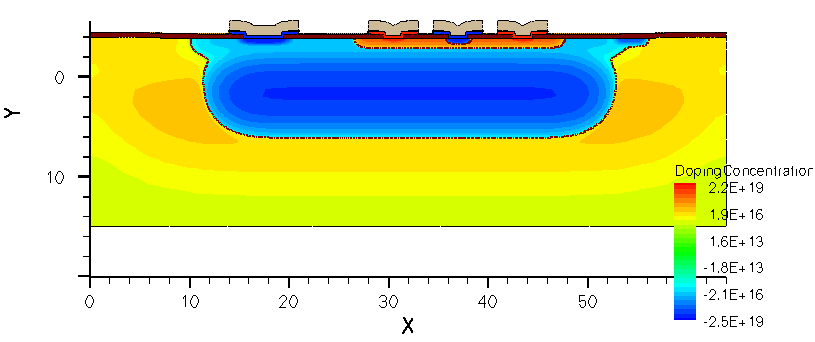 0
10
Y
0
10
20
30
40
50
X
DopingConcentration
2.2E+19
1.9E+16
1.6E+13
-1.8E+13
-2.1E+16
-2.5E+19